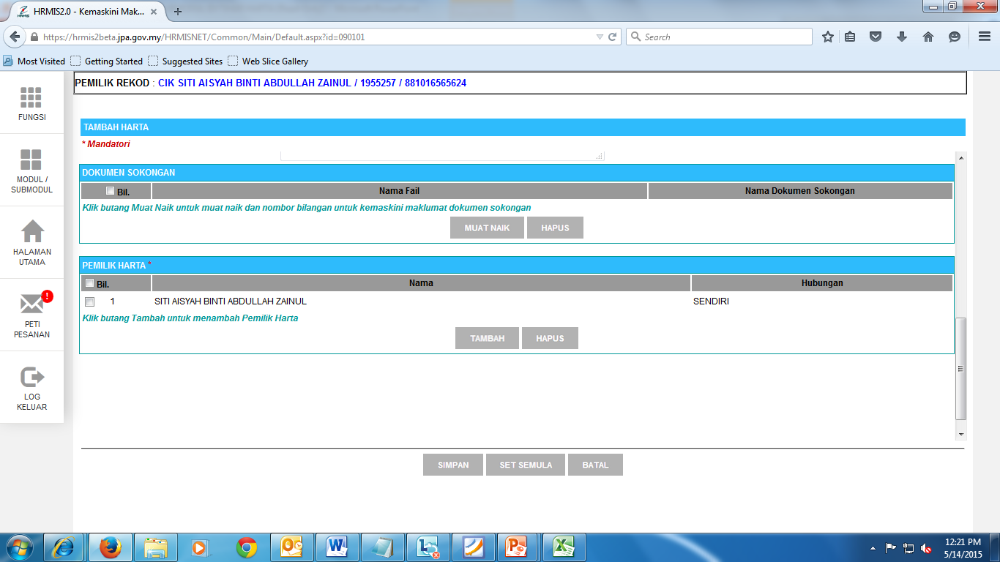 HRMIS2.0 - Kemaskini Mak...
https://hrmis2beta.jpa.gov.my/HRMISNET/Common/Main/Default.aspx?id=090101
Search
Most Visited Getting Started Suggested Sites Web Slice Gallery
FUNGSI
MODUL /
SUBMODUL
HALAMAN
UTAMA
PETI
PESANAN
LOG
KELUAR
PEMILIK REKOD : CIK SITI AISYAH BINTI ABDULLAH ZAINUL / 1955257 / 881016565624
TAMBAH HARTA
* Mandatori
DOKUMEN SOKONGAN
Bil. Nama Fail Nama Dokumen Sokongan
Klik butang Muat Naik untuk muat naik dan nombor bilangan untuk kemaskini maklumat dokumen sokongan
MUAT NAIK HAPUS
PEMILIK HARTA *
Bil. Nama Hubungan
1 SITI AISYAH BINTI ABDULLAH ZAINUL SENDIRI
Klik butang Tambah untuk menambah Pemilik Harta
TAMBAH HAPUS
SIMPAN SET SEMULA BATAL
12:21 PM
5/14/2015